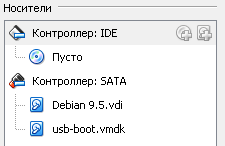 Носители
Контроллер: IDE
Пусто
Контроллер: SATA
Debian 9.5.vdi
usb-boot.vmdk